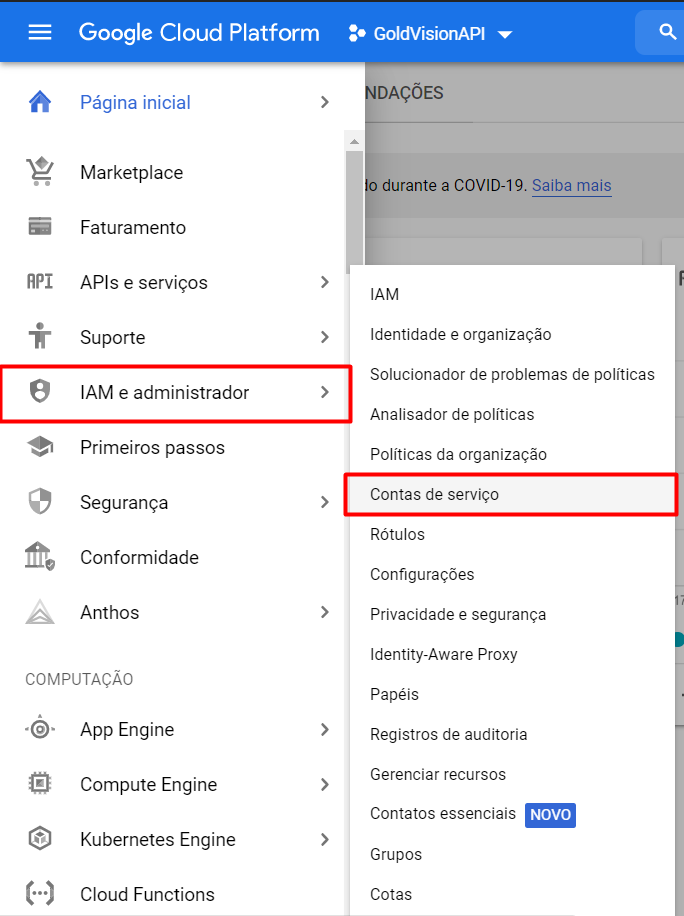 Google Cloud Platform
GoldVisionAPI
Página inicial
NDAÇÕES
Marketplace
do durante a COVID-19. Saiba mais
Faturamento
API APIs e serviços
Suporte
IAM e administrador
Primeiros passos
Segurança
Conformidade
Anthos
COMPUTAÇÃO
App Engine
Compute Engine
Kubernetes Engine
Cloud Functions
IAM
Identidade e organização
Solucionador de problemas de políticas
Analisador de políticas
Políticas da organização
Contas de serviço
Rótulos
Configurações
Privacidade e segurança
Identity-Aware Proxy
Papéis
Registros de auditoria
Gerenciar recursos
Contatos essenciais NOVO
Grupos
Cotas
17